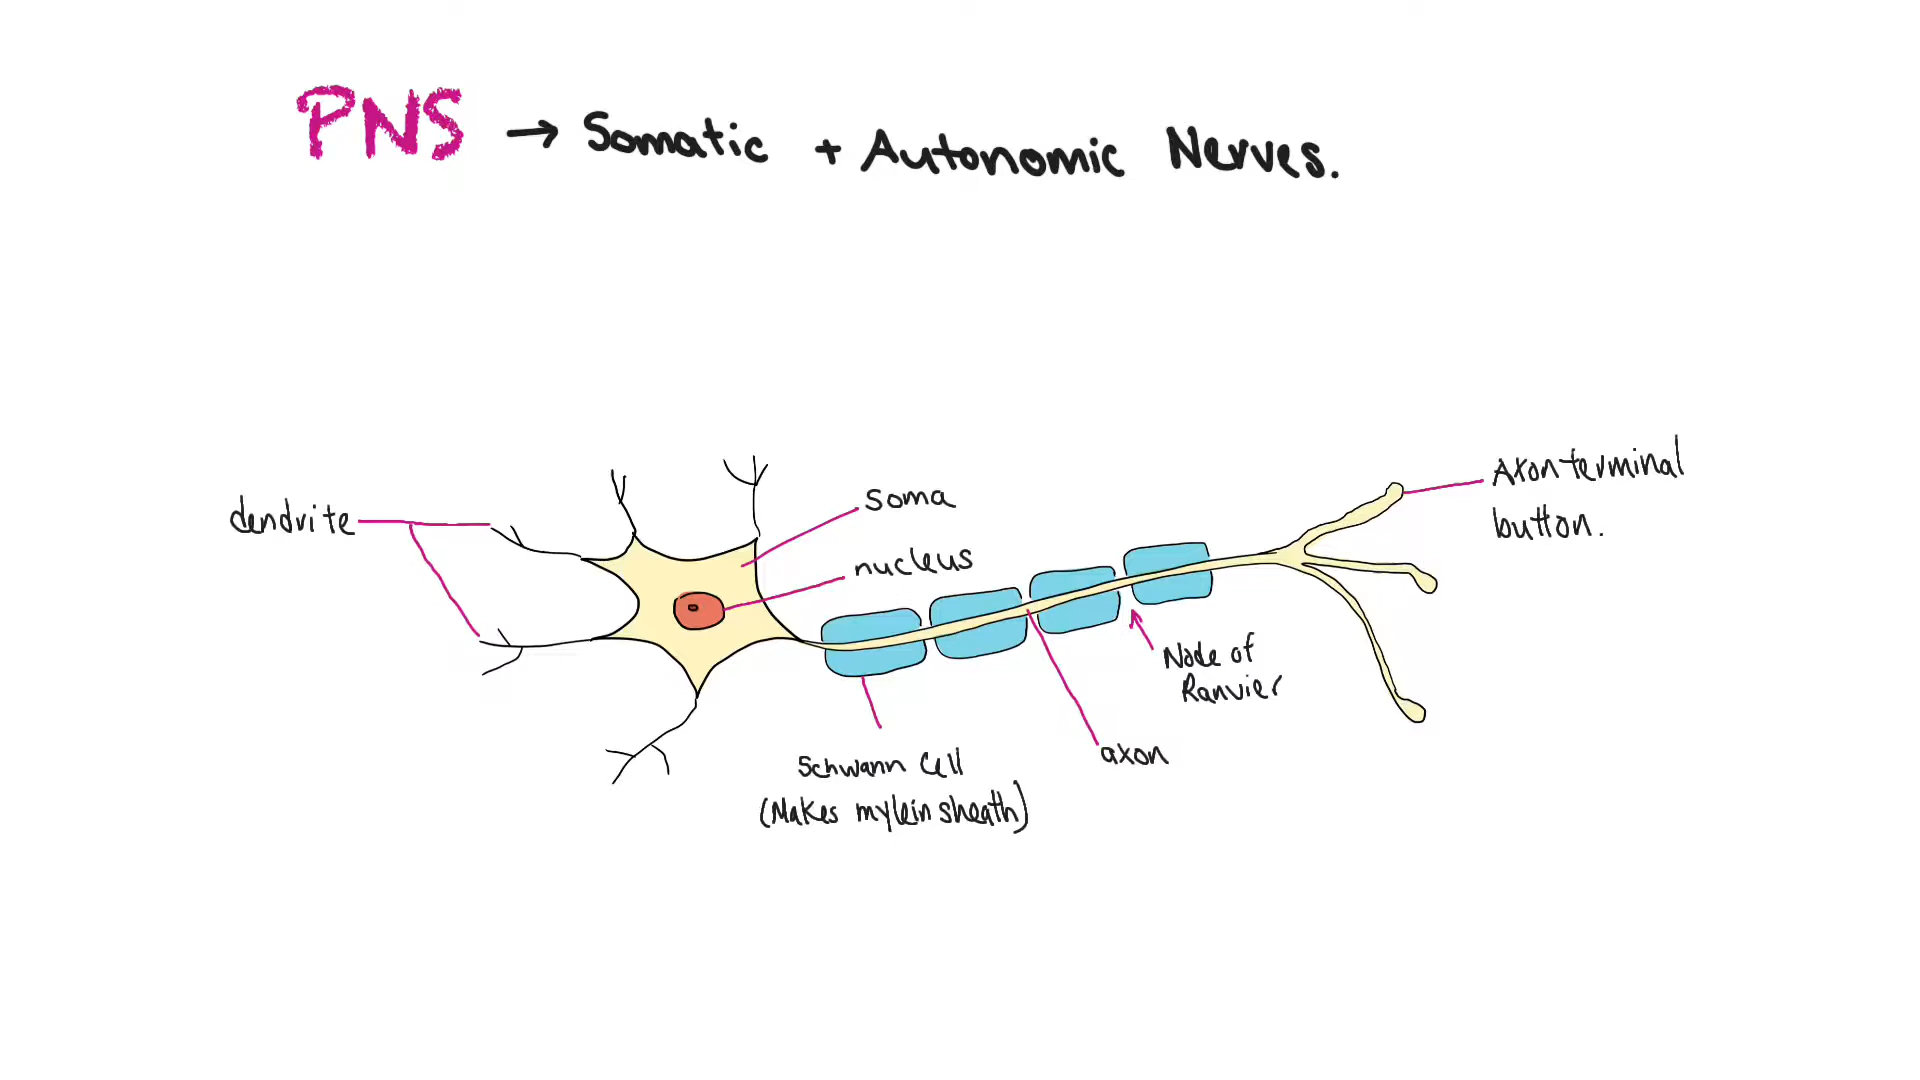 PNS → Somatic + Autonomic Nerves.
dendrite
soma
nucleus
Axon terminal
button.
Node of
Ranvier
axon
Schwann Cell
(Makes mylein sheath)